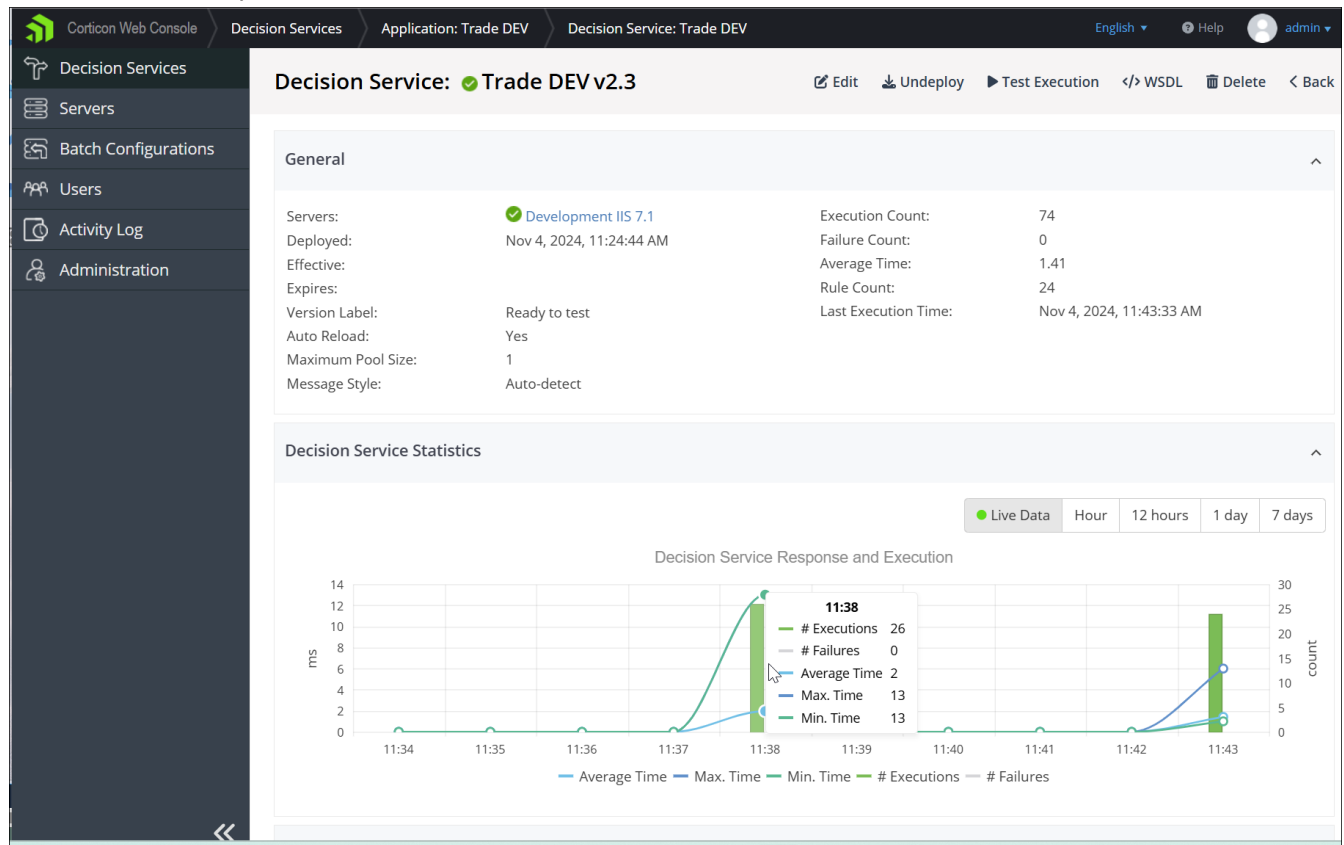 Corticon Web Console Decision Services Application: Trade DEV Decision Service: Trade DEV English Help admin
Decision Services
Servers
Batch Configurations
Users
Activity Log
Administration
Decision Service: Trade DEV v2.3 Edit Undeploy Test Execution </> WSDL Delete < Back
General
Servers: Development IIS 7.1
Deployed: Nov 4, 2024, 11:24:44 AM
Effective:
Expires:
Version Label: Ready to test
Auto Reload: Yes
Maximum Pool Size: 1
Message Style: Auto-detect
Execution Count: 74
Failure Count: 0
Average Time: 1.41
Rule Count: 24
Last Execution Time: Nov 4, 2024, 11:43:33 AM
Decision Service Statistics
Live Data Hour 12 hours 1 day 7 days
Decision Service Response and Execution
ms
14
12
10
8
6
4
2
0
11:38
# Executions 26
# Failures 0
Average Time 2
Max. Time 13
Min. Time 13
30
25
20
15
10
5
0
count
11:34 11:35 11:36 11:37 11:38 11:39 11:40 11:41 11:42 11:43
Average Time Max. Time Min. Time # Executions # Failures